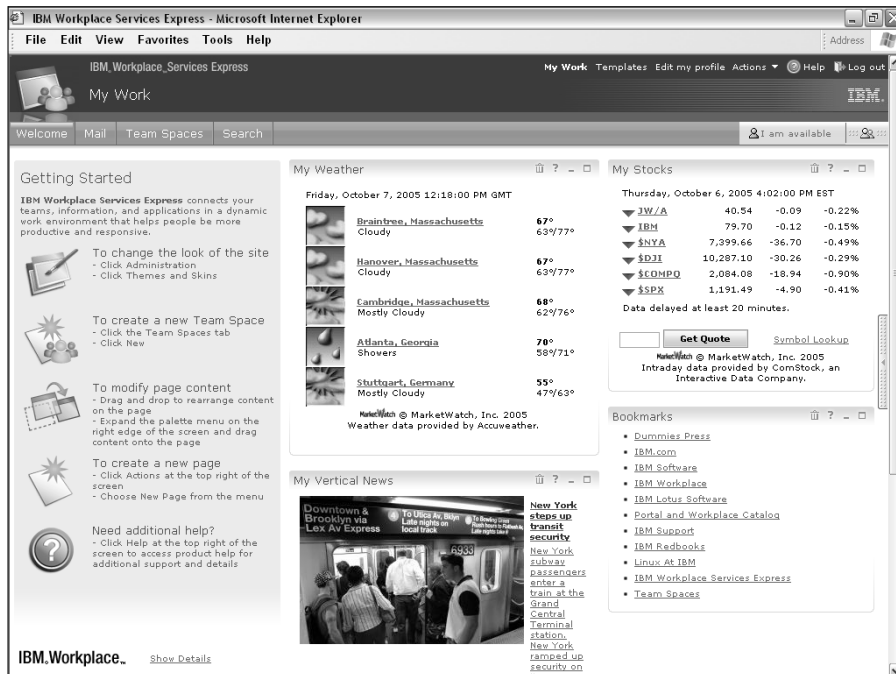 IBM Workplace Services Express - Microsoft Internet Explorer
File Edit View Favorites Tools Help
Address
IBM Workplace Services Express
My Work Templates Edit my profile Actions Help Log out
My Work
IBM.
Welcome Mail Team Spaces Search
I am available
Getting Started
IBM Workplace Services Express connects your
teams, information, and applications in a dynamic
work environment that helps people be more
productive and responsive.
To change the look of the site
- Click Administration
- Click Themes and Skins
To create a new Team Space
- Click the Team Spaces tab
- Click New
To modify page content
- Drag and drop to rearrange content
on the page
- Expand the palette menu on the
right edge of the screen and drag
content onto the page
To create a new page
- Click Actions at the top right of the
screen
- Choose New Page from the menu
Need additional help?
- Click Help at the top right of the
screen to access product help for
additional support and details
IBM Workplace™
Show Details
My Weather
Friday, October 7, 2005 12:18:00 PM GMT
Braintree, Massachusetts 67°
Cloudy 63°/77°
Hanover, Massachusetts 67°
Cloudy 63°/77°
Cambridge, Massachusetts 68°
Mostly Cloudy 62°/76°
Atlanta, Georgia 70°
Showers 58°/71°
Stuttgart, Germany 55°
Mostly Cloudy 47°/63°
MarketWatch © MarketWatch, Inc. 2005
Weather data provided by Accuweather.
My Vertical News
Downtown &
Brooklyn via
Lex Av Express
4 To Utica Av, Bklyn
Late nights on
local track
To Bowling Green
6933
New York
steps up
transit
security
New York
subway
passengers
enter a
train at the
Grand
Central
Terminal
station.
New York
ramped up
security on
My Stocks
Thursday, October 6, 2005 4:02:00 PM EST
JW/A 40.54 -0.09 -0.22%
IBM 79.70 -0.12 -0.15%
$NYA 7,399.66 -36.70 -0.49%
$DJI 10,287.10 -30.26 -0.29%
$COMPQ 2,084.08 -18.94 -0.90%
$SPX 1,191.49 -4.90 -0.41%
Data delayed at least 20 minutes.
Get Quote Symbol Lookup
MarketWatch © MarketWatch, Inc. 2005
Intraday data provided by ComStock, an
Interactive Data Company.
Bookmarks
Dummies Press
IBM.com
IBM Software
IBM Workplace
IBM Lotus Software
Portal and Workplace Catalog
IBM Support
IBM Redbooks
Linux At IBM
IBM Workplace Services Express
Team Spaces